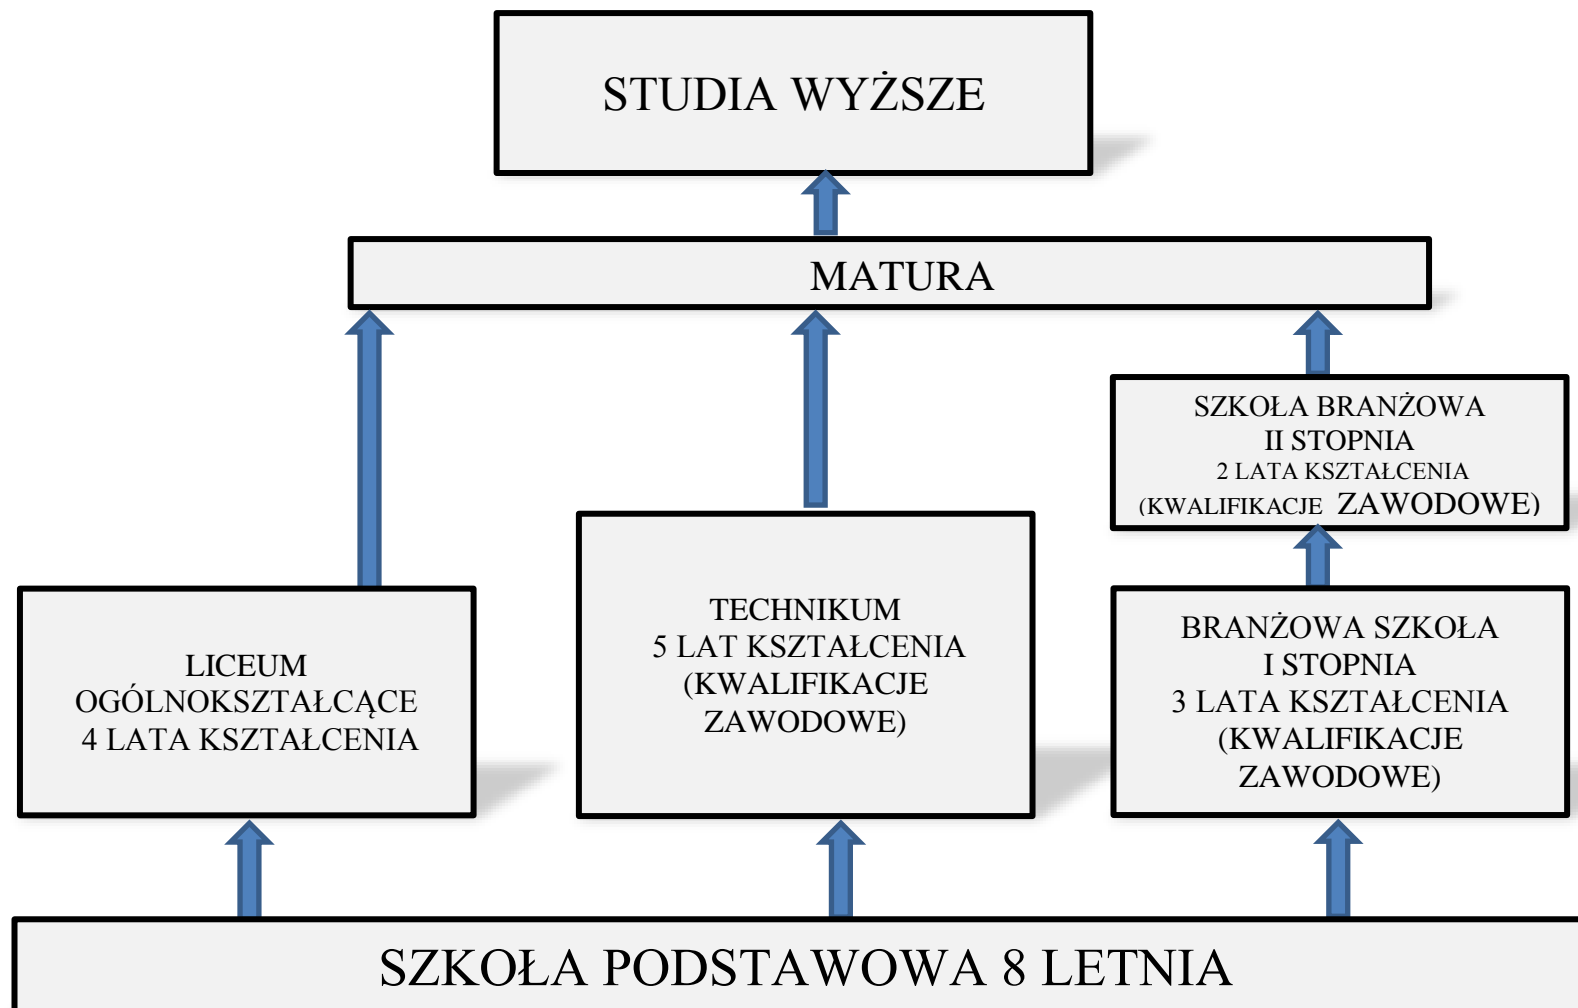 STUDIA WYŻSZE
MATURA
SZKOŁA BRANŻOWA
II STOPNIA
2 LATA KSZTAŁCENIA
(KWALIFIKACJE ZAWODOWE)
LICEUM
OGÓLNOKSZTAŁCĄCE
4 LATA KSZTAŁCENIA
TECHNIKUM
5 LAT KSZTAŁCENIA
(KWALIFIKACJE
ZAWODOWE)
BRANŻOWA SZKOŁA
I STOPNIA
3 LATA KSZTAŁCENIA
(KWALIFIKACJE
ZAWODOWE)
SZKOŁA PODSTAWOWA 8 LETNIA